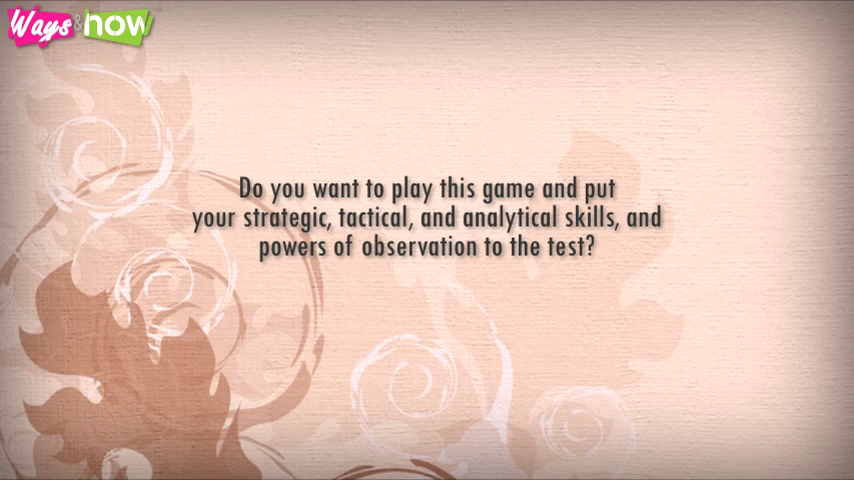 Ways & now
Do you want to play this game and put
your strategic, tactical, and analytical skills, and
powers of observation to the test?